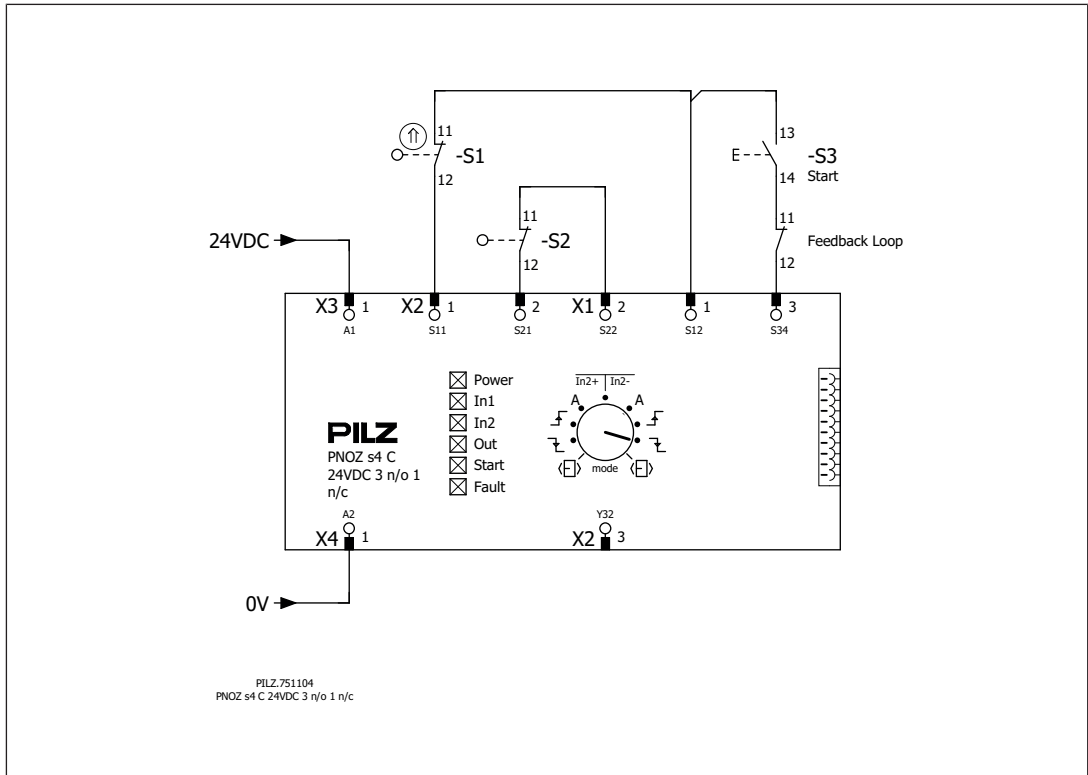 11
-S1
12
13
-S3
14
Start
E
11
-S2
12
11
Feedback Loop
12
24VDC
X3 1
X2 1
2
X1 2
1
3
A1
S11
S21
S22
S12
S34
Power
In1
In2
Out
Start
Fault
In2+ In2-
A A
mode
PILZ
PNOZ s4 C
24VDC 3 n/o 1
n/c
A2
X4 1
Y32
X2 3
0V
PILZ.751104
PNOZ s4 C 24VDC 3 n/o 1 n/c